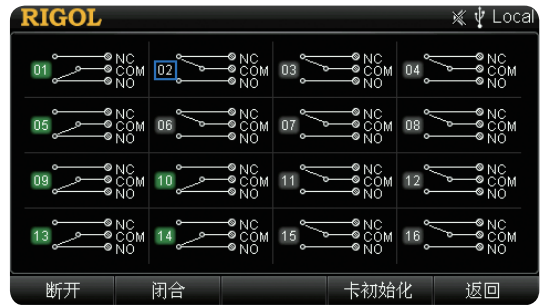 RIGOL Local
01 NC COM NO 02 NC COM NO 03 NC COM NO 04 NC COM NO
05 NC COM NO 06 NC COM NO 07 NC COM NO 08 NC COM NO
09 NC COM NO 10 NC COM NO 11 NC COM NO 12 NC COM NO
13 NC COM NO 14 NC COM NO 15 NC COM NO 16 NC COM NO
断开 闭合 卡初始化 返回